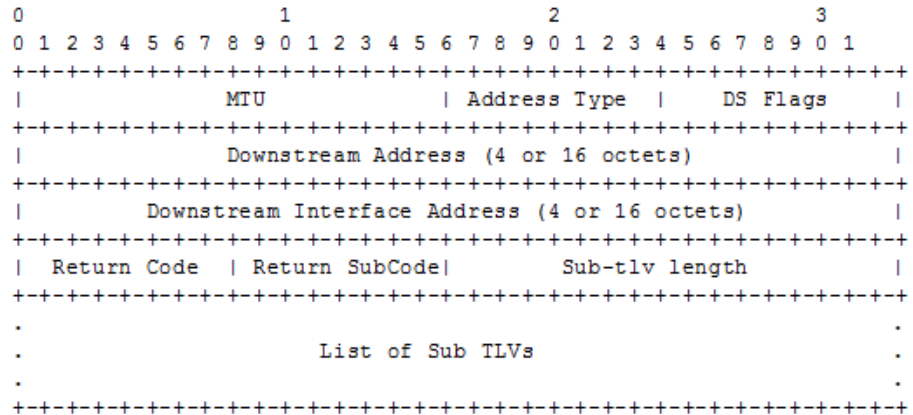 0                   1                   2                   3
0 1 2 3 4 5 6 7 8 9 0 1 2 3 4 5 6 7 8 9 0 1 2 3 4 5 6 7 8 9 0 1
+-+-+-+-+-+-+-+-+-+-+-+-+-+-+-+-+-+-+-+-+-+-+-+-+-+-+-+-+-+-+-+-+-+
|               MTU             | Address Type  |    DS Flags     |
+-+-+-+-+-+-+-+-+-+-+-+-+-+-+-+-+-+-+-+-+-+-+-+-+-+-+-+-+-+-+-+-+-+
|               Downstream Address (4 or 16 octets)               |
+-+-+-+-+-+-+-+-+-+-+-+-+-+-+-+-+-+-+-+-+-+-+-+-+-+-+-+-+-+-+-+-+-+
|         Downstream Interface Address (4 or 16 octets)           |
+-+-+-+-+-+-+-+-+-+-+-+-+-+-+-+-+-+-+-+-+-+-+-+-+-+-+-+-+-+-+-+-+-+
|  Return Code  | Return SubCode|        Sub-tlv length           |
+-+-+-+-+-+-+-+-+-+-+-+-+-+-+-+-+-+-+-+-+-+-+-+-+-+-+-+-+-+-+-+-+-+
.                                                                 .
.                      List of Sub TLVs                           .
.                                                                 .
+-+-+-+-+-+-+-+-+-+-+-+-+-+-+-+-+-+-+-+-+-+-+-+-+-+-+-+-+-+-+-+-+-+